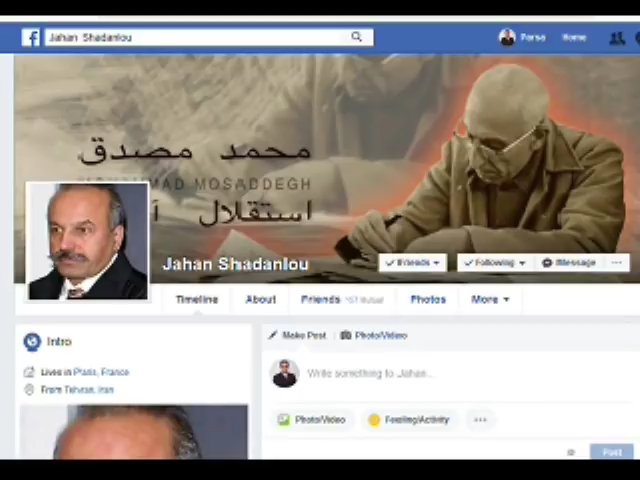 Jahan Shadanlou
Parsa Home
محمد مصدق
MOHAMMAD MOSADDEGH
استقلال
Jahan Shadanlou
Friends Following Message
Timeline About Friends Photos More
Intro
Lives in Paris, France
From Tehran, Iran
Make Post Photo/Video
Write something to Jahan...
Photo/Video Feeling/Activity
Post